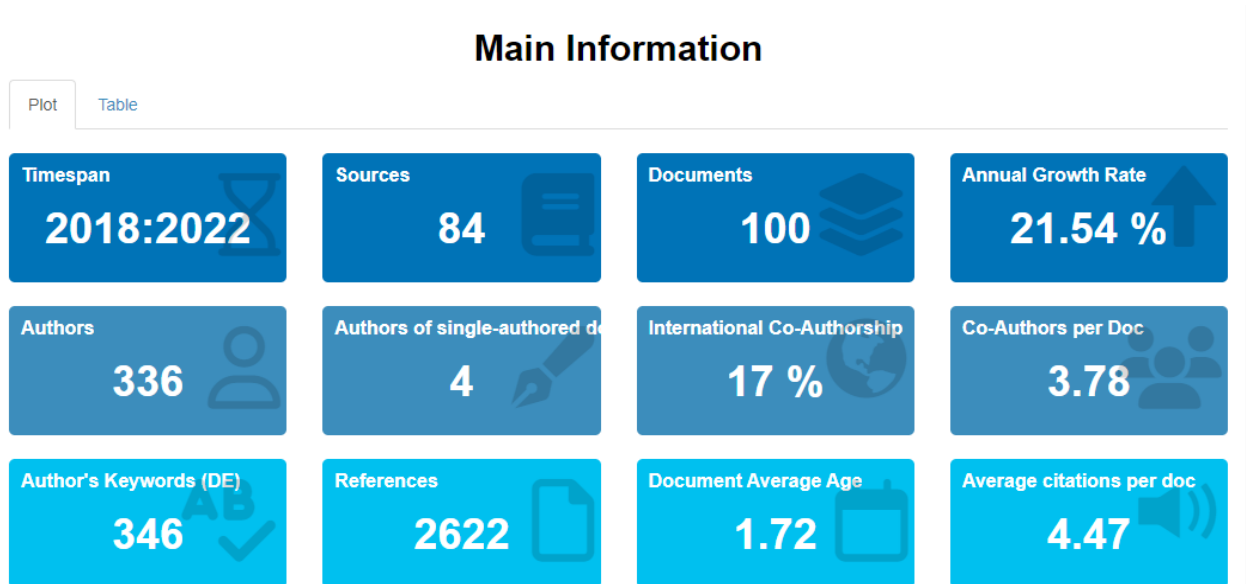 Main Information
Plot Table
Timespan Sources Documents Annual Growth Rate
2018:2022 84 100 21.54 %
Authors Authors of single-authored International Co-Authorship Co-Authors per Doc
336 4 17 % 3.78
Author's Keywords (DE) References Document Average Age Average citations per doc
346 2622 1.72 4.47